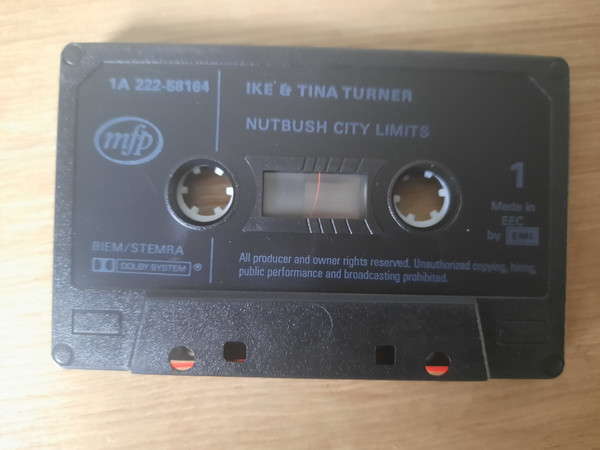 1A 222-58164
IKE & TINA TURNER
mfp
NUTBUSH CITY LIMITS
1
Made in
EEC
by EMI
BIEM/STEMRA
DOLBY SYSTEM ®
All producer and owner rights reserved. Unauthorized copying, hiring,
public performance and broadcasting prohibited.